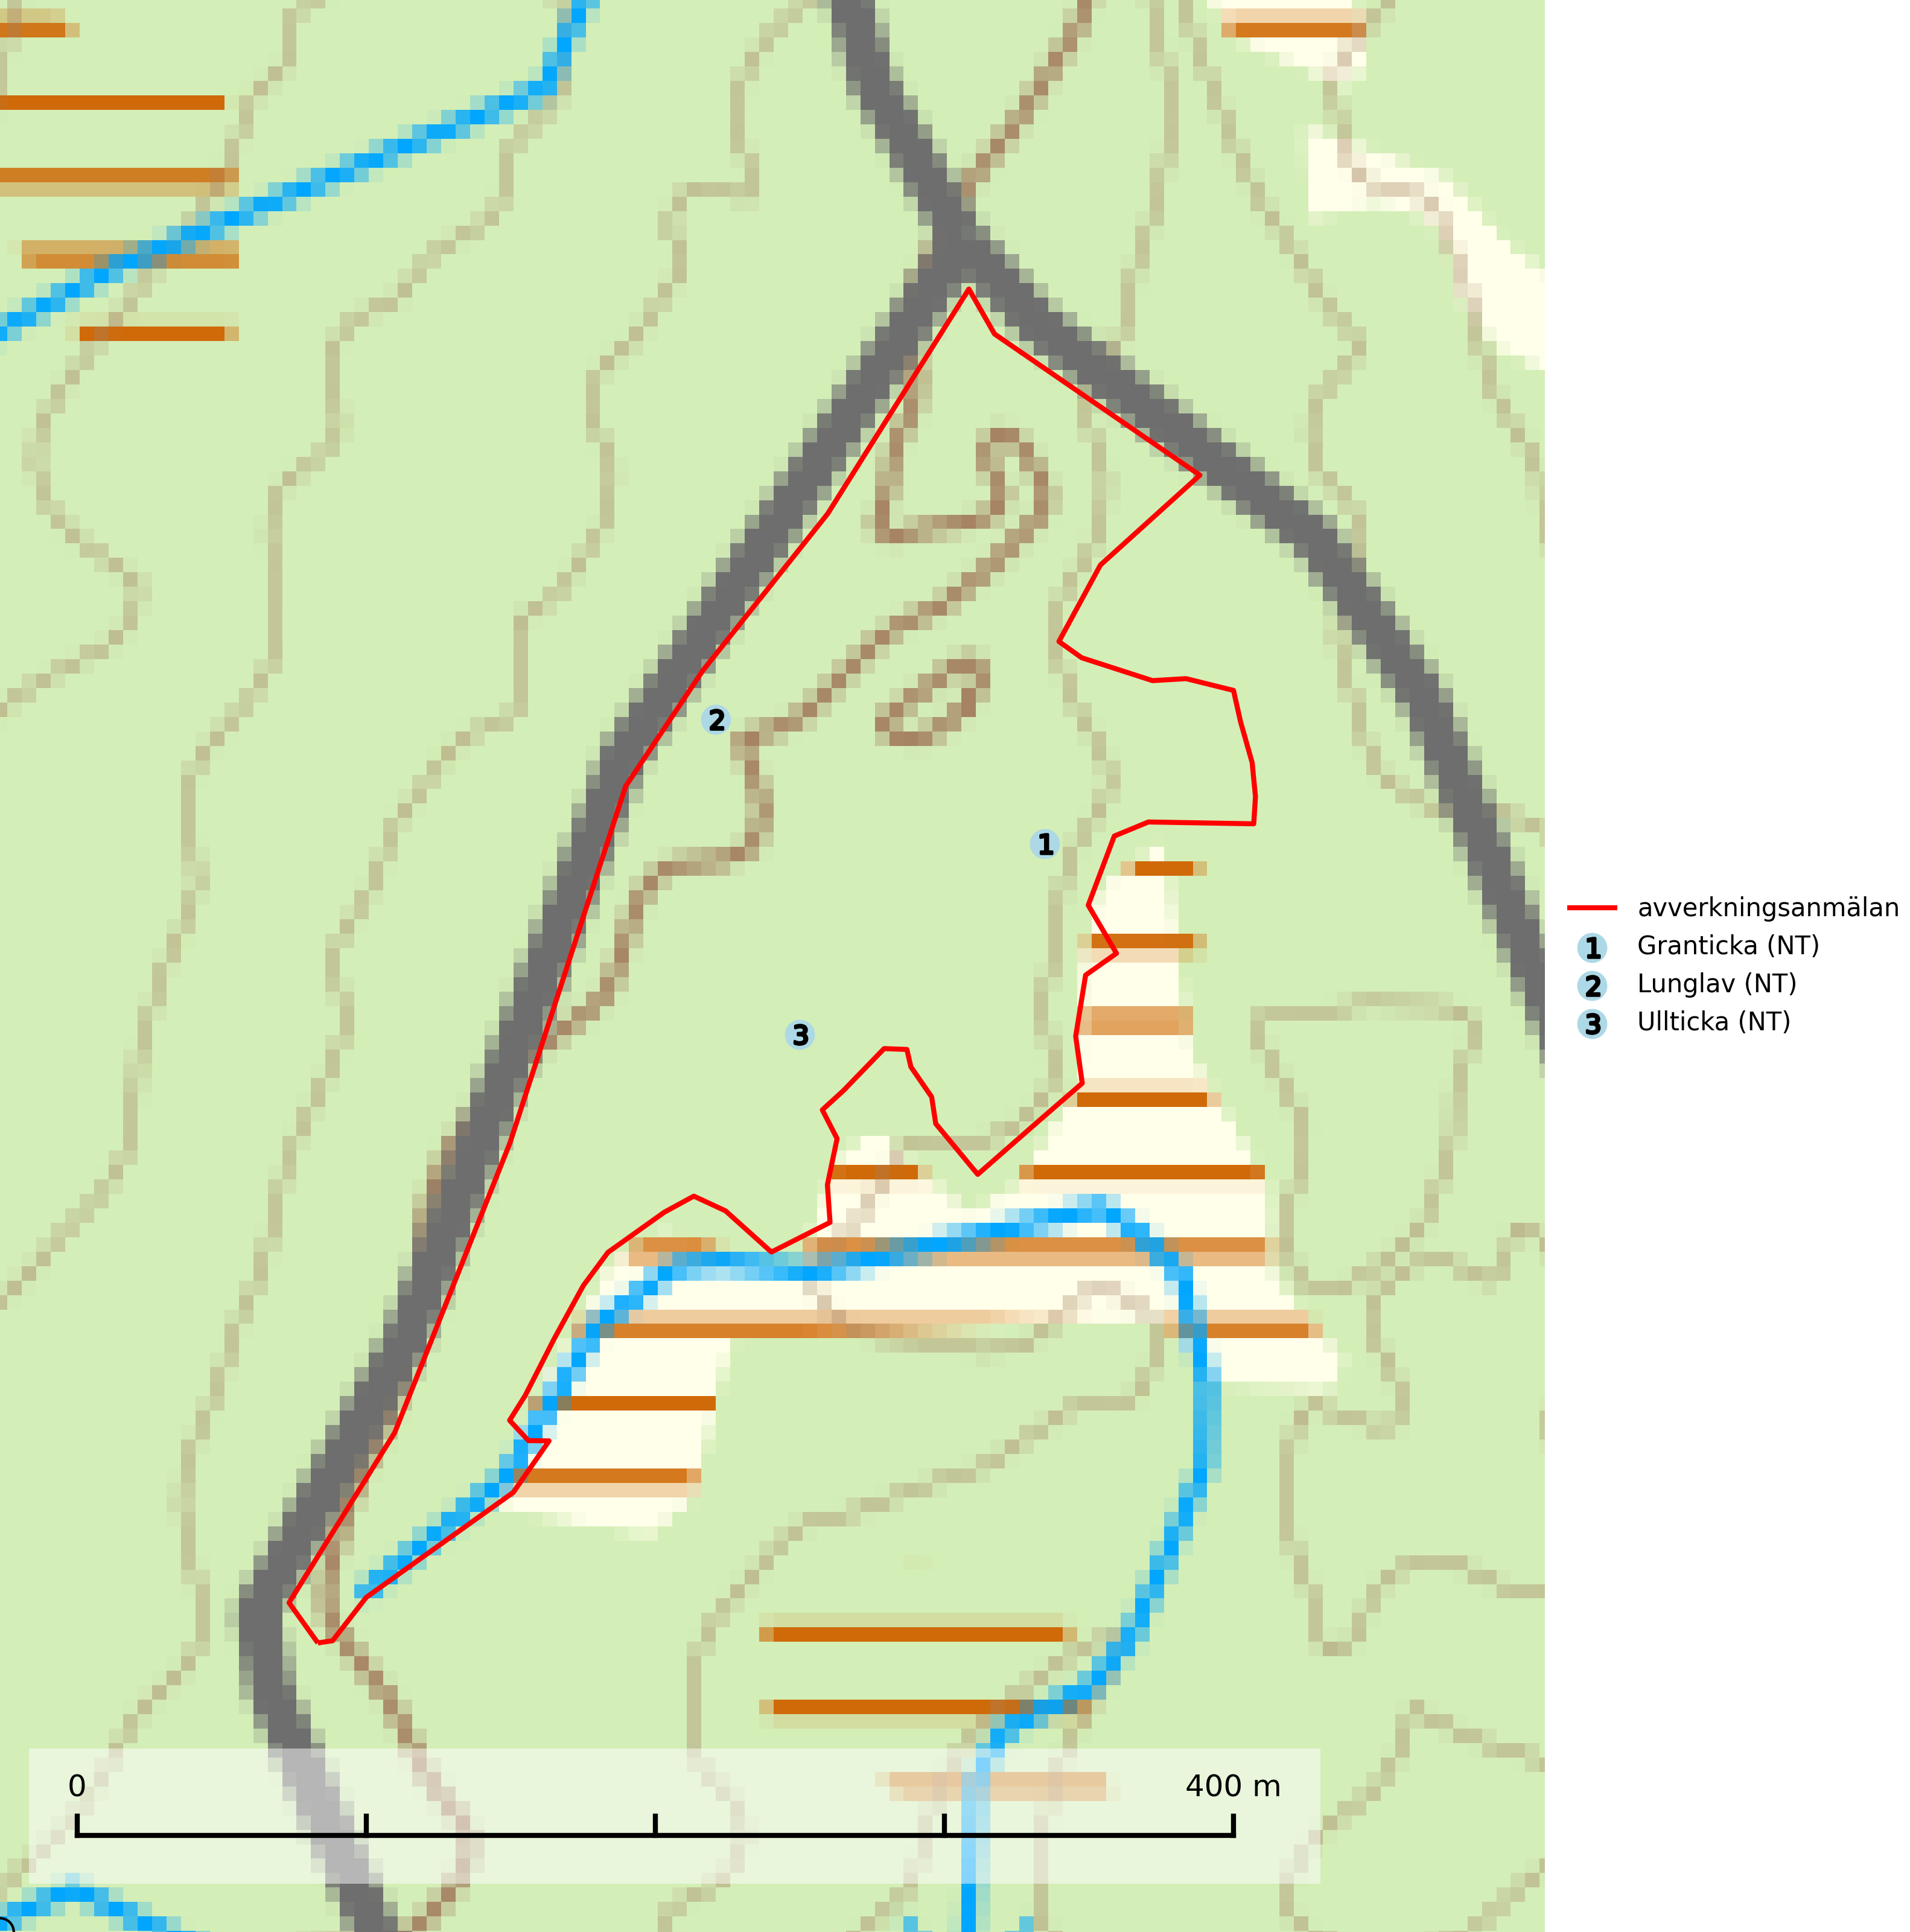 2
1
3
avverkningsanmälan
1 Granticka (NT)
2 Lunglav (NT)
3 Ullticka (NT)
0 400 m